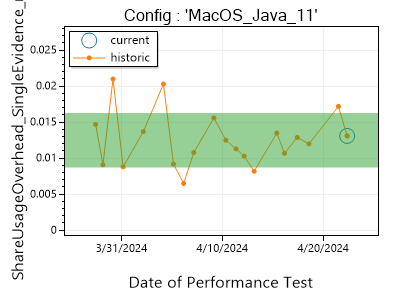 Config : 'MacOS_Java_11'
current
historic
0.025
0.02
0.015
0.01
0.005
0
3/31/2024
4/10/2024
4/20/2024
Date of Performance Test